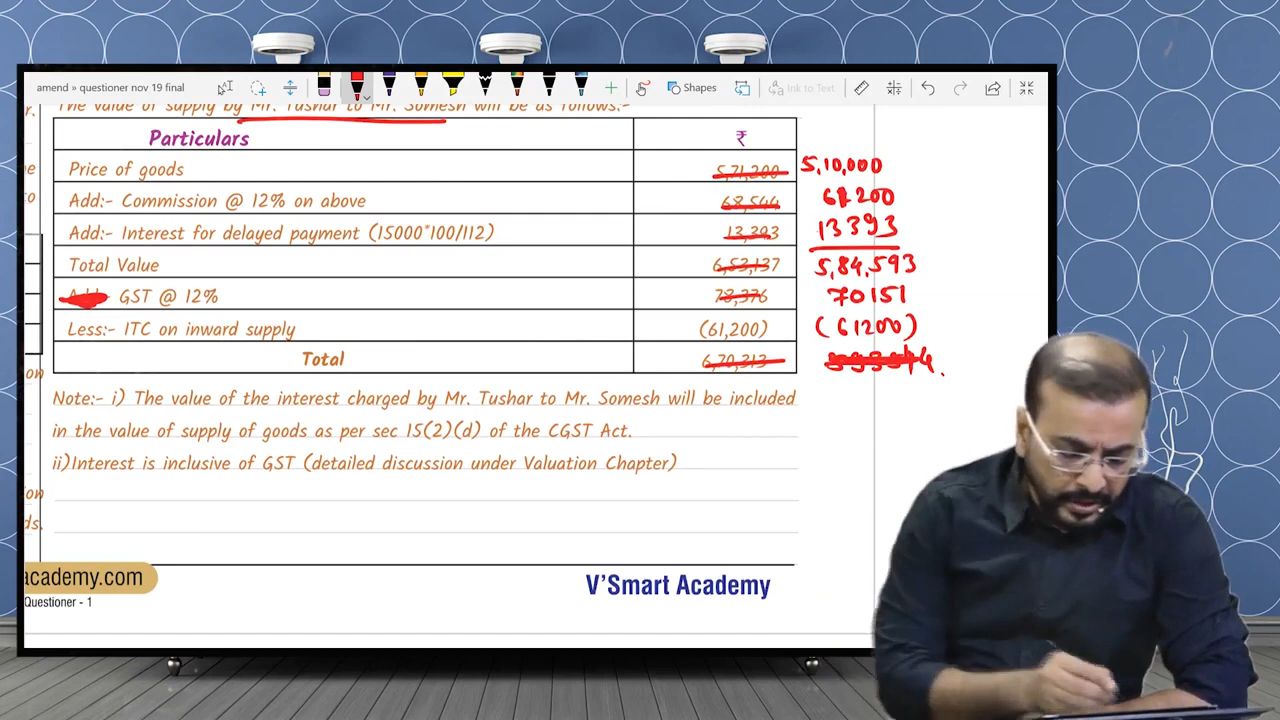 amend » questioner nov 19 final
Shapes
Ink to Text
The value of supply by Mr. Tushar to Mr. Somesh will be as follows:-
Particulars ₹
Price of goods 5,71,200 5,10,000
Add:- Commission @ 12% on above 68,544 61200
Add:- Interest for delayed payment (15000*100/112) 13,393 13393
Total Value 6,53,137 5,84,593
GST @ 12% 78,376 70151
Less:- ITC on inward supply (61,200) (61200)
Total 6,70,313
Note:- i) The value of the interest charged by Mr. Tushar to Mr. Somesh will be included
in the value of supply of goods as per sec 15(2)(d) of the CGST Act.
ii)Interest is inclusive of GST (detailed discussion under Valuation Chapter)
ds.
academy.com
Questioner - 1
V'Smart Academy